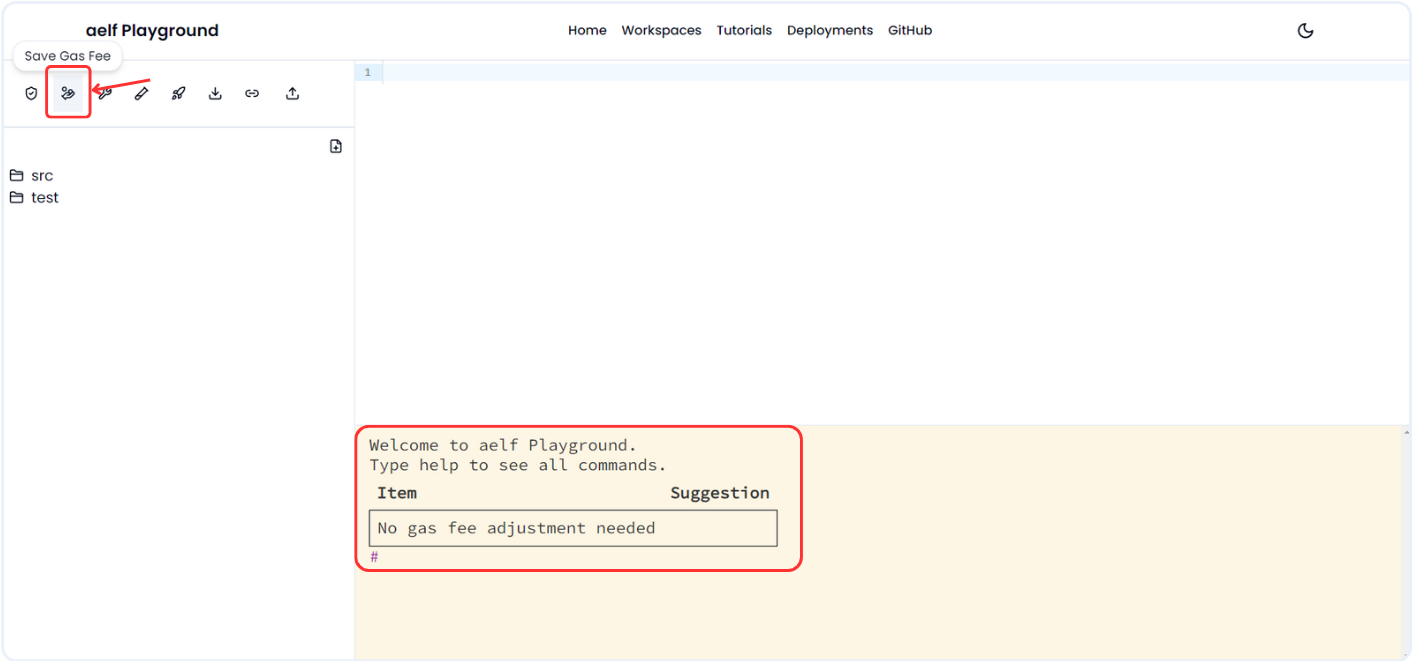 aelf Playground
Home Workspaces Tutorials Deployments GitHub
Save Gas Fee
1
src
test
Welcome to aelf Playground.
Type help to see all commands.
Item Suggestion
No gas fee adjustment needed
#